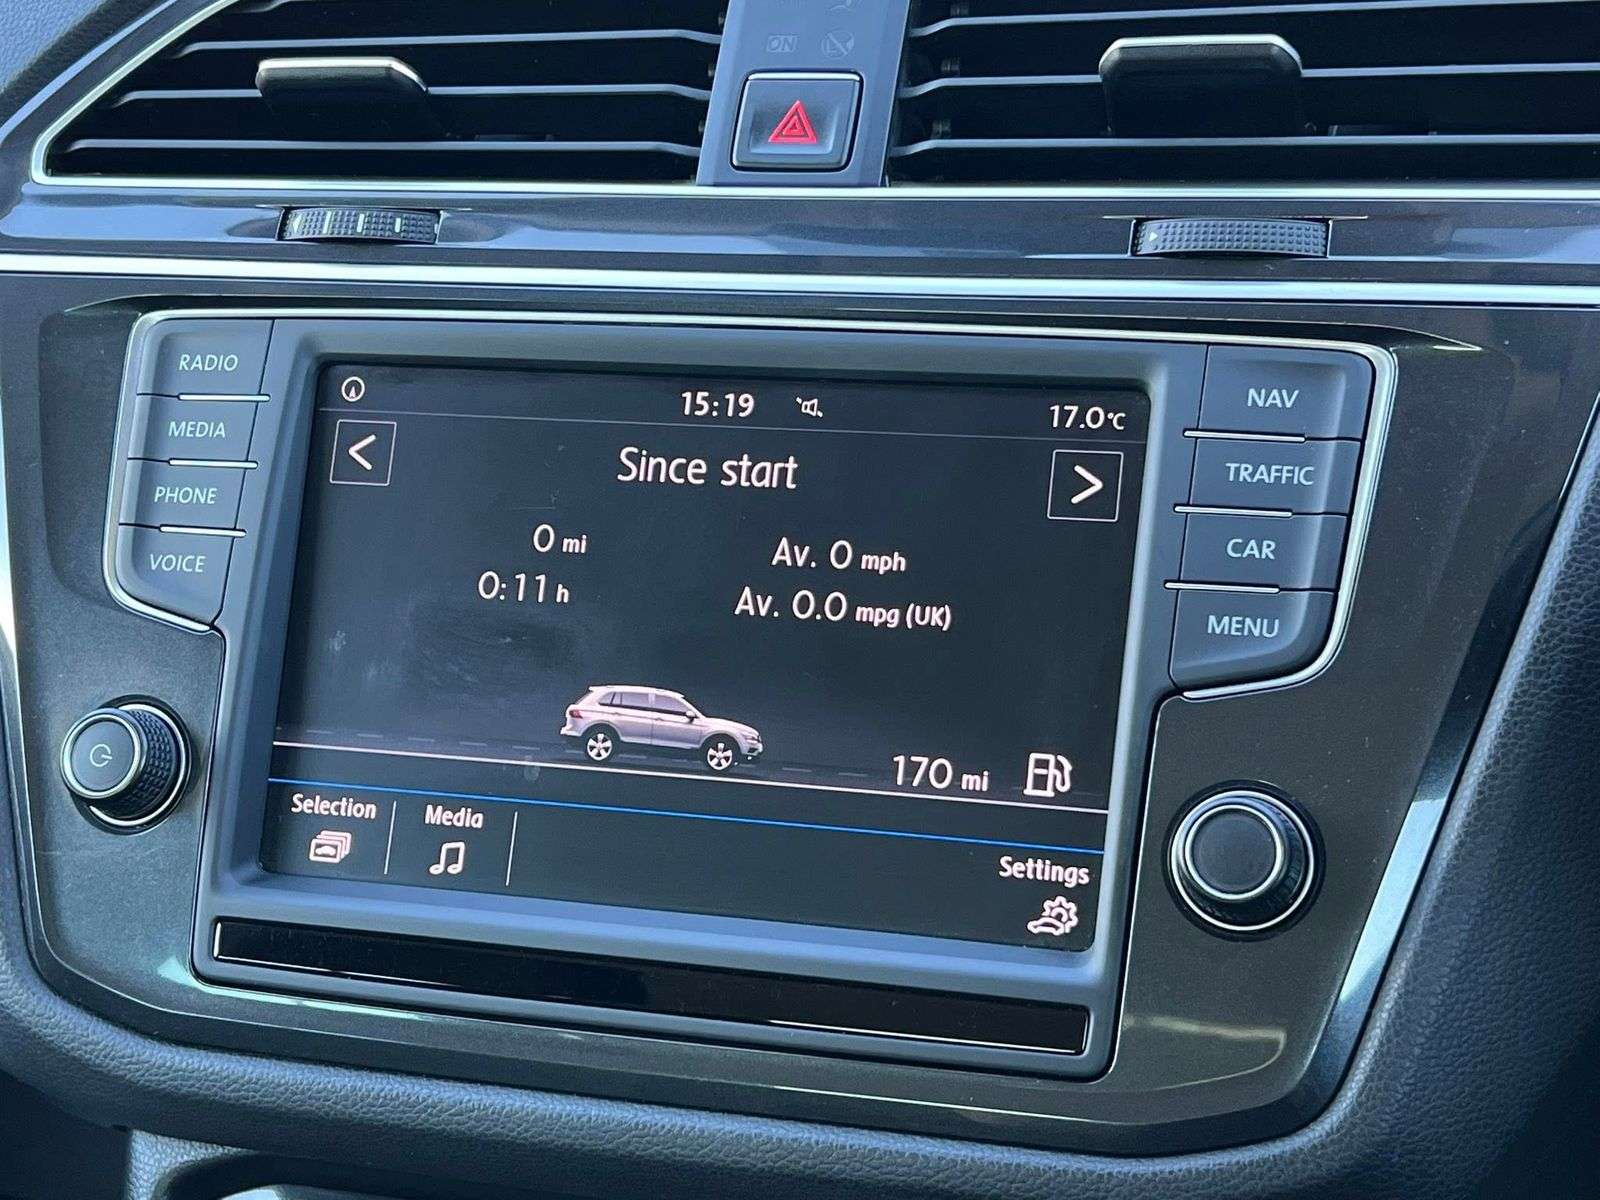 ON
RADIO
MEDIA
PHONE
VOICE
15:19
17.0°C
Since start
0 mi
0:11 h
Av. 0 mph
Av. 0.0 mpg (UK)
170 mi
Selection
Media
Settings
NAV
TRAFFIC
CAR
MENU